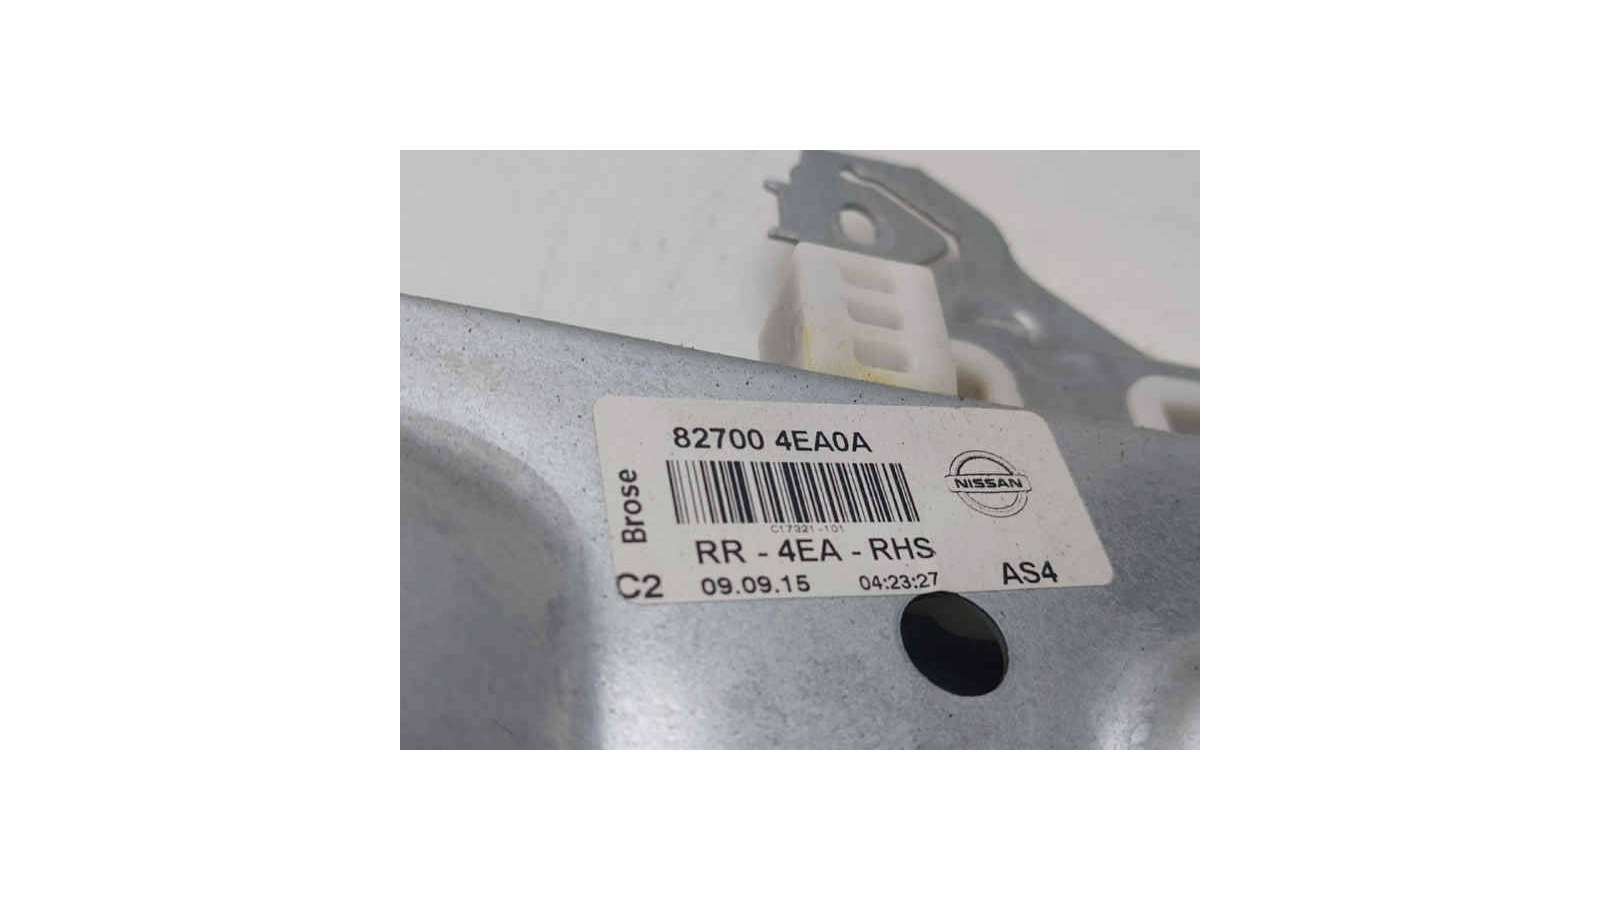 82700 4EA0A
Brose
NISSAN
C17321-101
RR - 4EA - RHS
C2 09.09.15 04:23:27 AS4